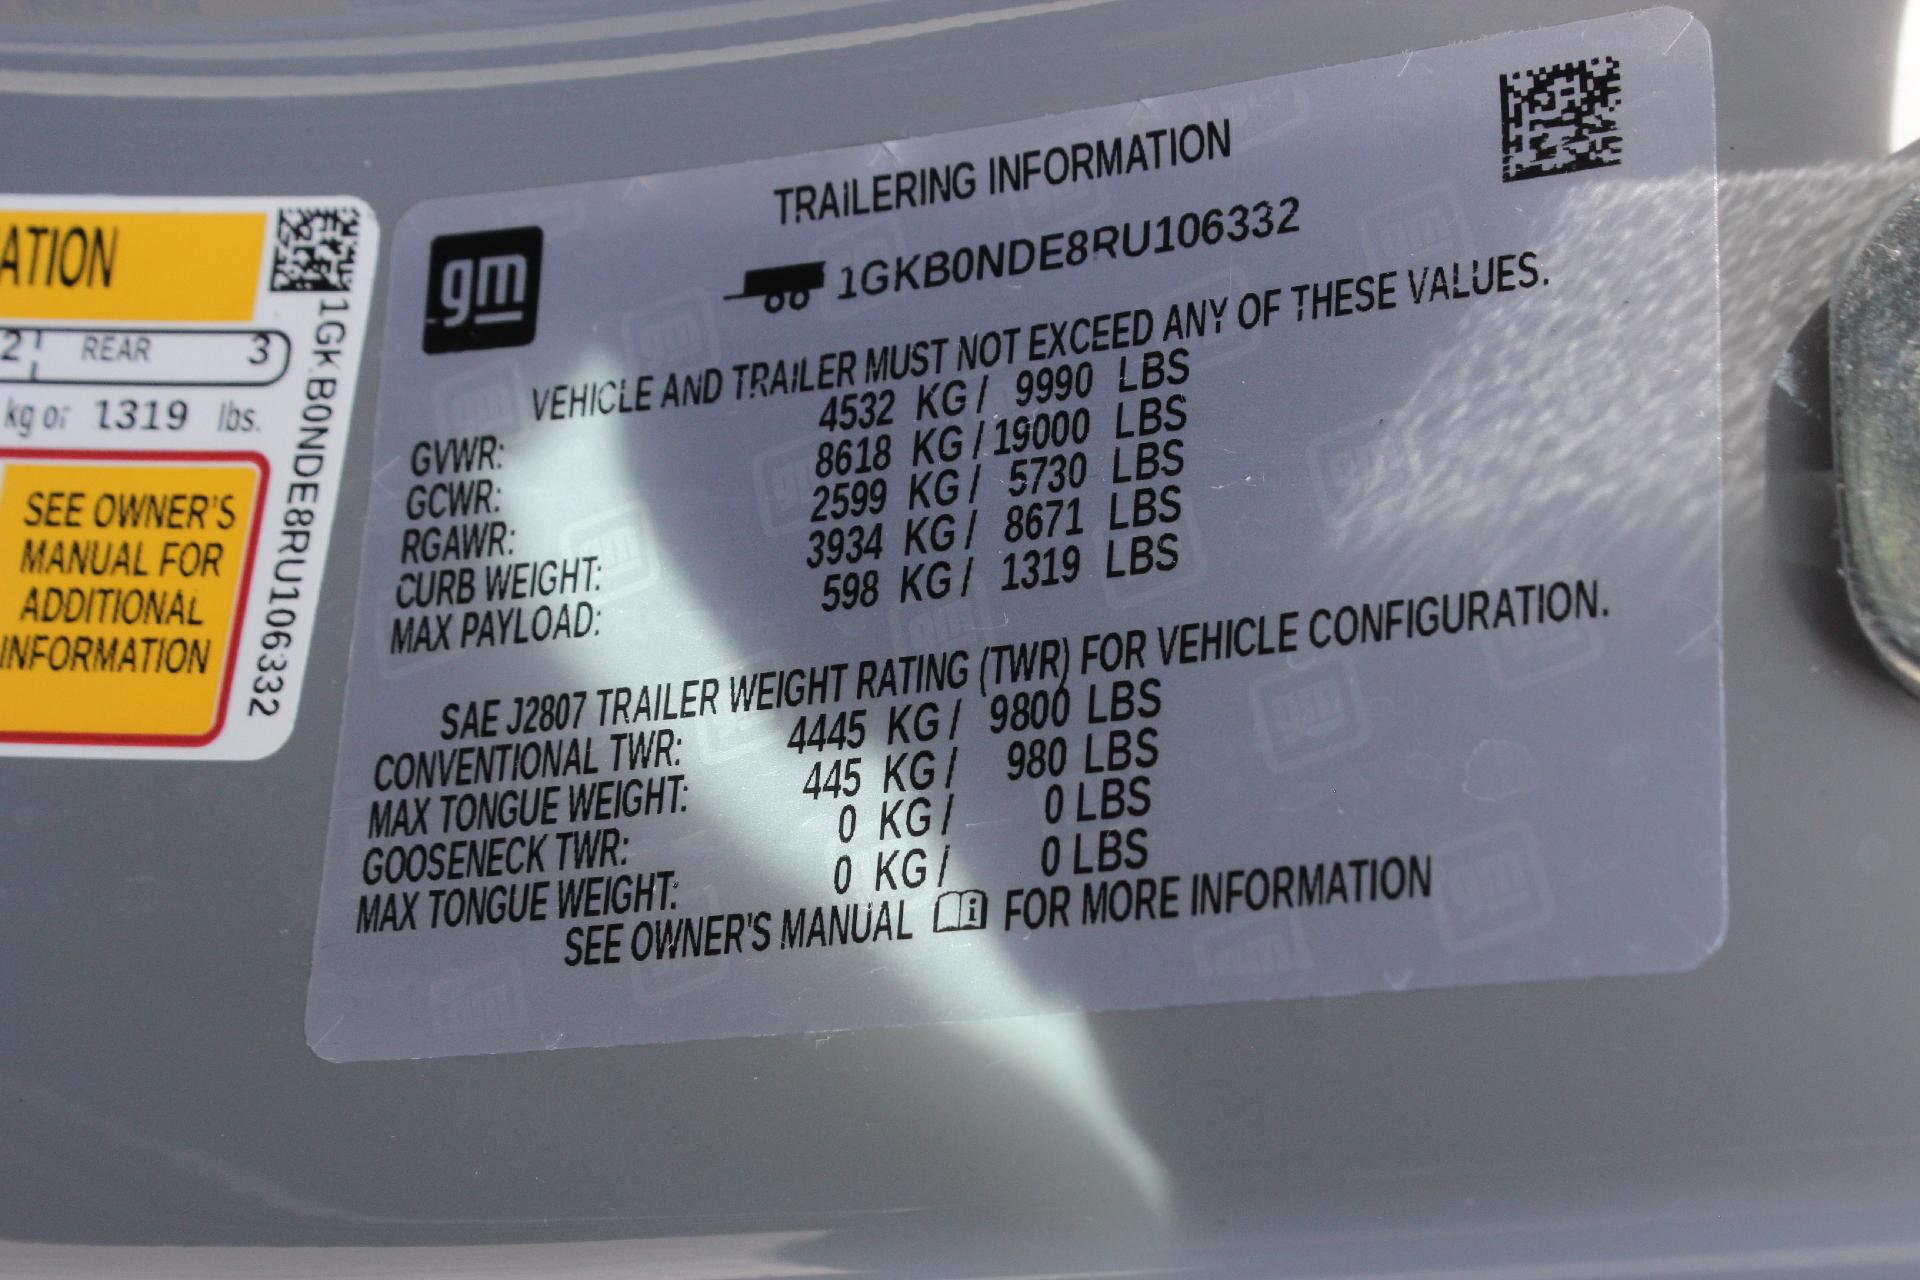 ATION
2 REAR 3
kg or 1319 lbs.
SEE OWNER'S
MANUAL FOR
ADDITIONAL
INFORMATION
1GKB0NDE8RU106332
gm
TRAILERING INFORMATION
1GKB0NDE8RU106332
VEHICLE AND TRAILER MUST NOT EXCEED ANY OF THESE VALUES.
GVWR: 4532 KG / 9990 LBS
GCWR: 8618 KG / 19000 LBS
RGAWR: 2599 KG / 5730 LBS
CURB WEIGHT: 3934 KG / 8671 LBS
MAX PAYLOAD: 598 KG / 1319 LBS
SAE J2807 TRAILER WEIGHT RATING (TWR) FOR VEHICLE CONFIGURATION.
CONVENTIONAL TWR: 4445 KG / 9800 LBS
MAX TONGUE WEIGHT: 445 KG / 980 LBS
GOOSENECK TWR: 0 KG / 0 LBS
MAX TONGUE WEIGHT: 0 KG / 0 LBS
SEE OWNER'S MANUAL FOR MORE INFORMATION